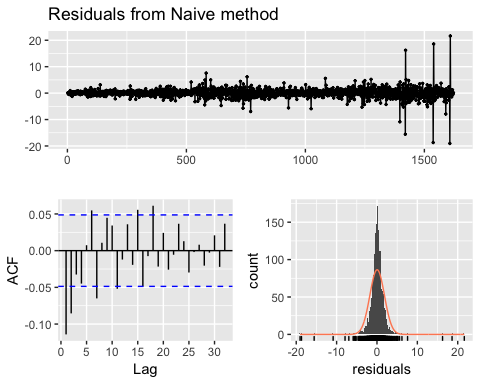 Residuals from Naive method
20
10
0
-10
-20
0 500 1000 1500
ACF
0.05
0.00
-0.05
-0.10
0 5 10 15 20 25 30
Lag
count
150
100
50
0
-20 -10 0 10 20
residuals